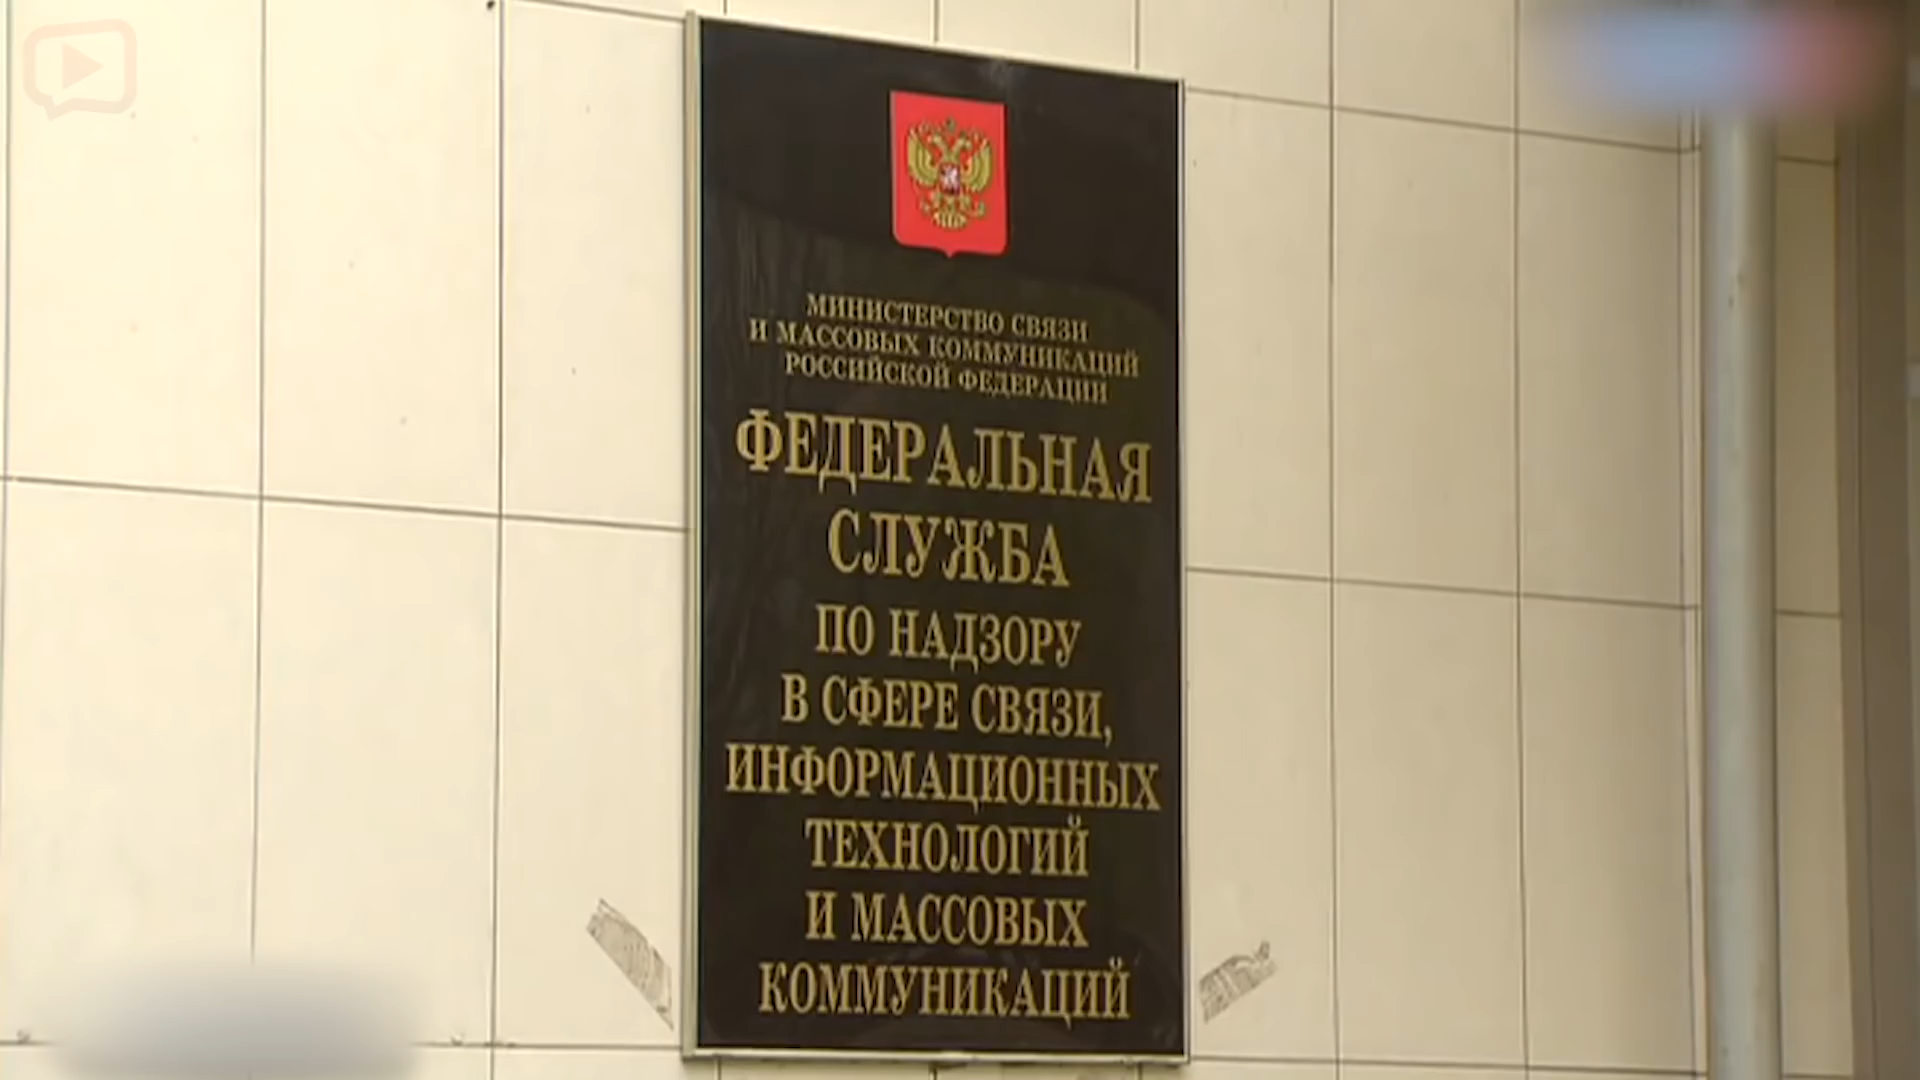 МИНИСТЕРСТВО СВЯЗИ
И МАССОВЫХ КОММУНИКАЦИЙ
РОССИЙСКОЙ ФЕДЕРАЦИИ
ФЕДЕРАЛЬНАЯ
СЛУЖБА
ПО НАДЗОРУ
В СФЕРЕ СВЯЗИ,
ИНФОРМАЦИОННЫХ
ТЕХНОЛОГИЙ
И МАССОВЫХ
КОММУНИКАЦИЙ